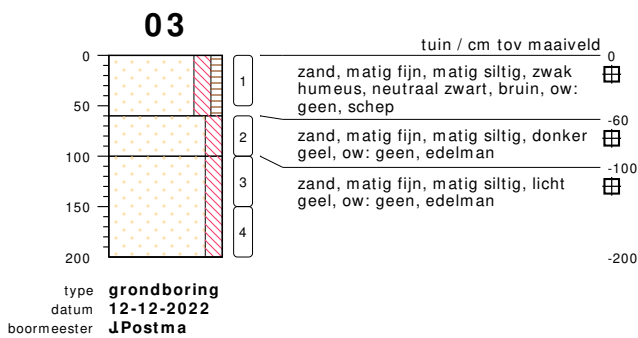 03
tuin / cm tov maaiveld
0
0
1
zand, matig fijn, matig siltig, zwak
humeus, neutraal zwart, bruin, ow:
geen, schep
50
-60
2
zand, matig fijn, matig siltig, donker
geel, ow: geen, edelman
100
-100
3
zand, matig fijn, matig siltig, licht
geel, ow: geen, edelman
150
4
200
-200
type grondboring
datum 12-12-2022
boormeester J.Postma